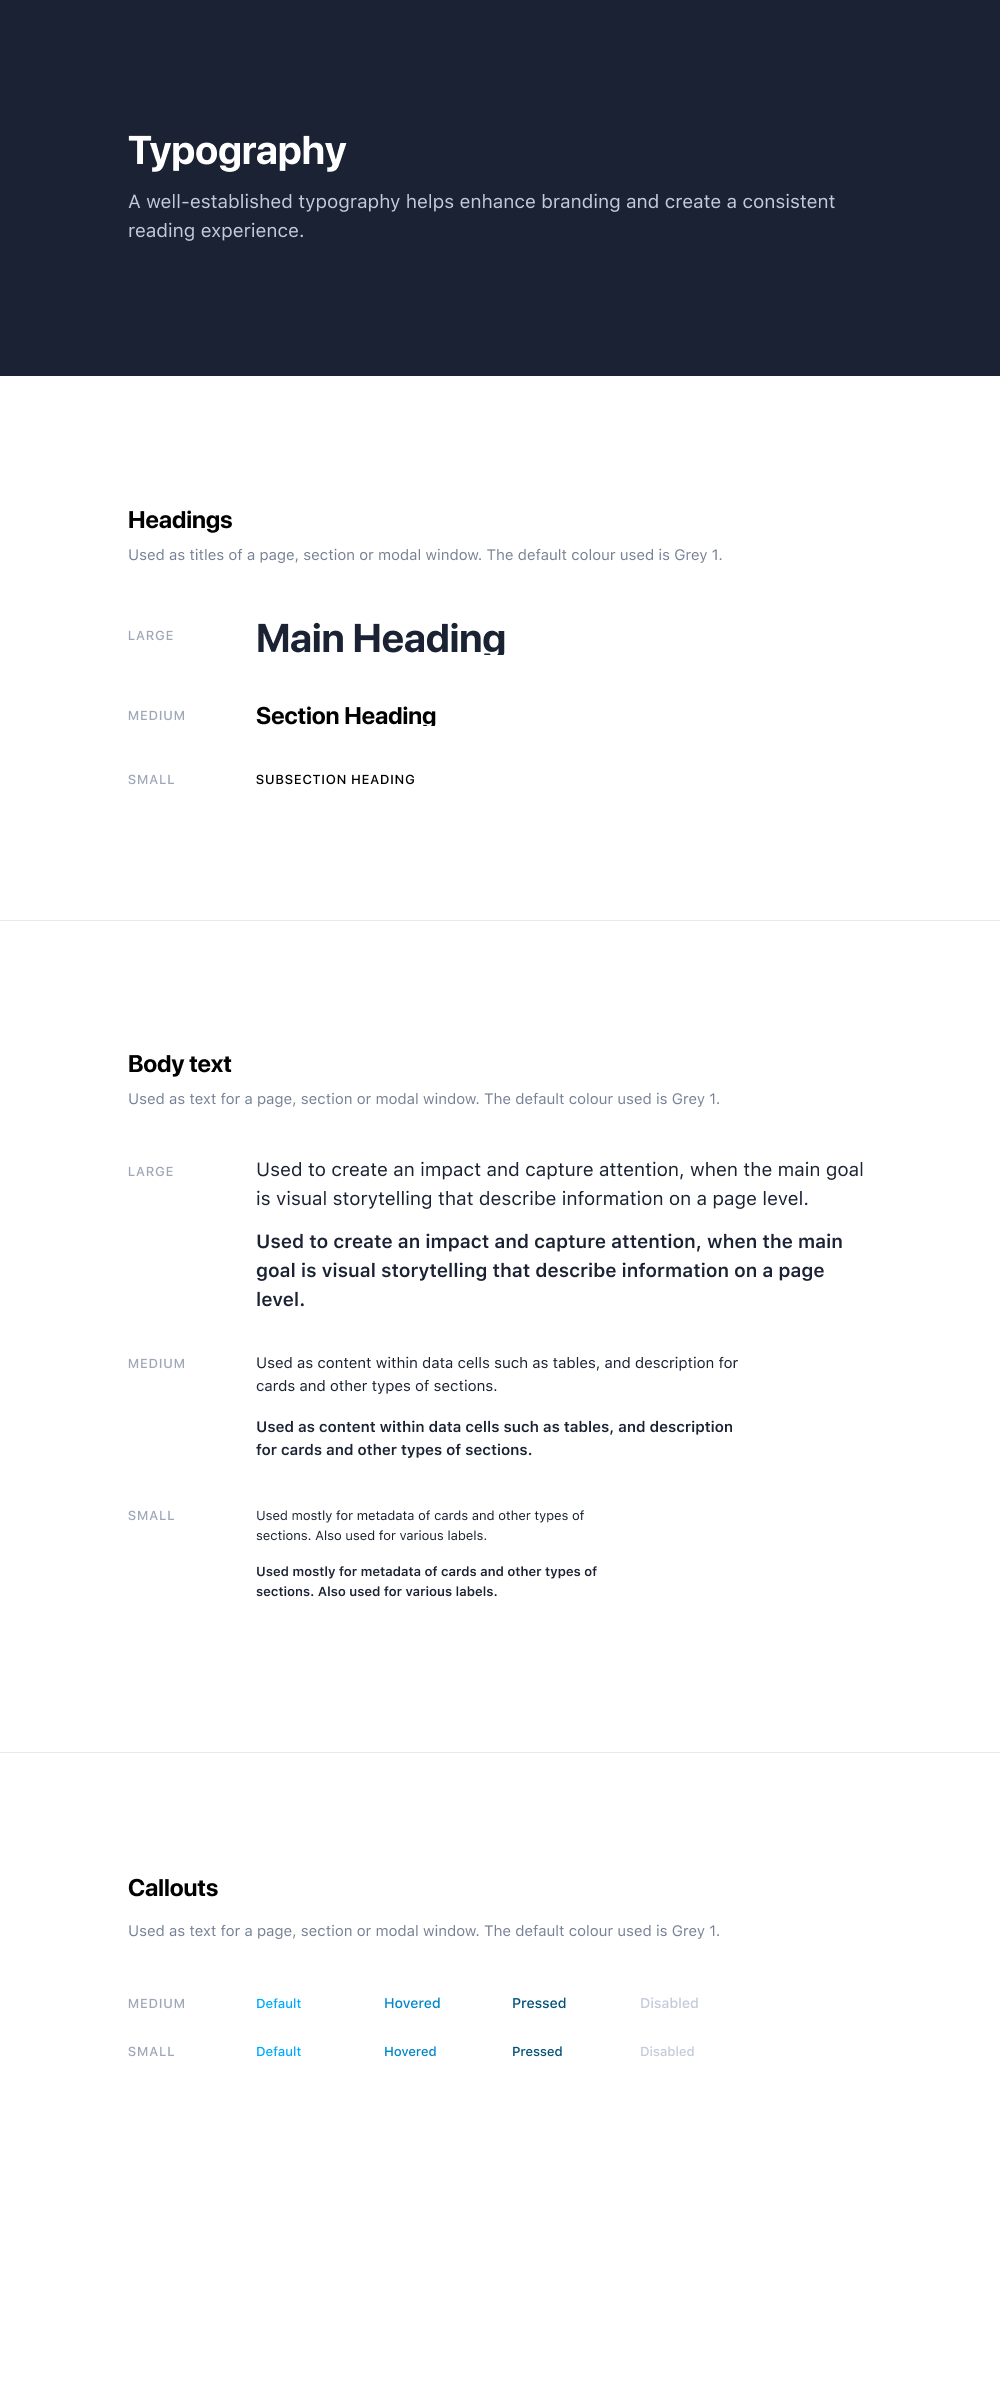 Typography
A well-established typography helps enhance branding and create a consistent
reading experience.
Headings
Used as titles of a page, section or modal window. The default colour used is Grey 1.
LARGE
Main Heading
MEDIUM
Section Heading
SMALL
SUBSECTION HEADING
Body text
Used as text for a page, section or modal window. The default colour used is Grey 1.
LARGE
Used to create an impact and capture attention, when the main goal
is visual storytelling that describe information on a page level.
Used to create an impact and capture attention, when the main
goal is visual storytelling that describe information on a page
level.
MEDIUM
Used as content within data cells such as tables, and description for
cards and other types of sections.
Used as content within data cells such as tables, and description
for cards and other types of sections.
SMALL
Used mostly for metadata of cards and other types of
sections. Also used for various labels.
Used mostly for metadata of cards and other types of
sections. Also used for various labels.
Callouts
Used as text for a page, section or modal window. The default colour used is Grey 1.
MEDIUM Default Hovered Pressed Disabled
SMALL Default Hovered Pressed Disabled